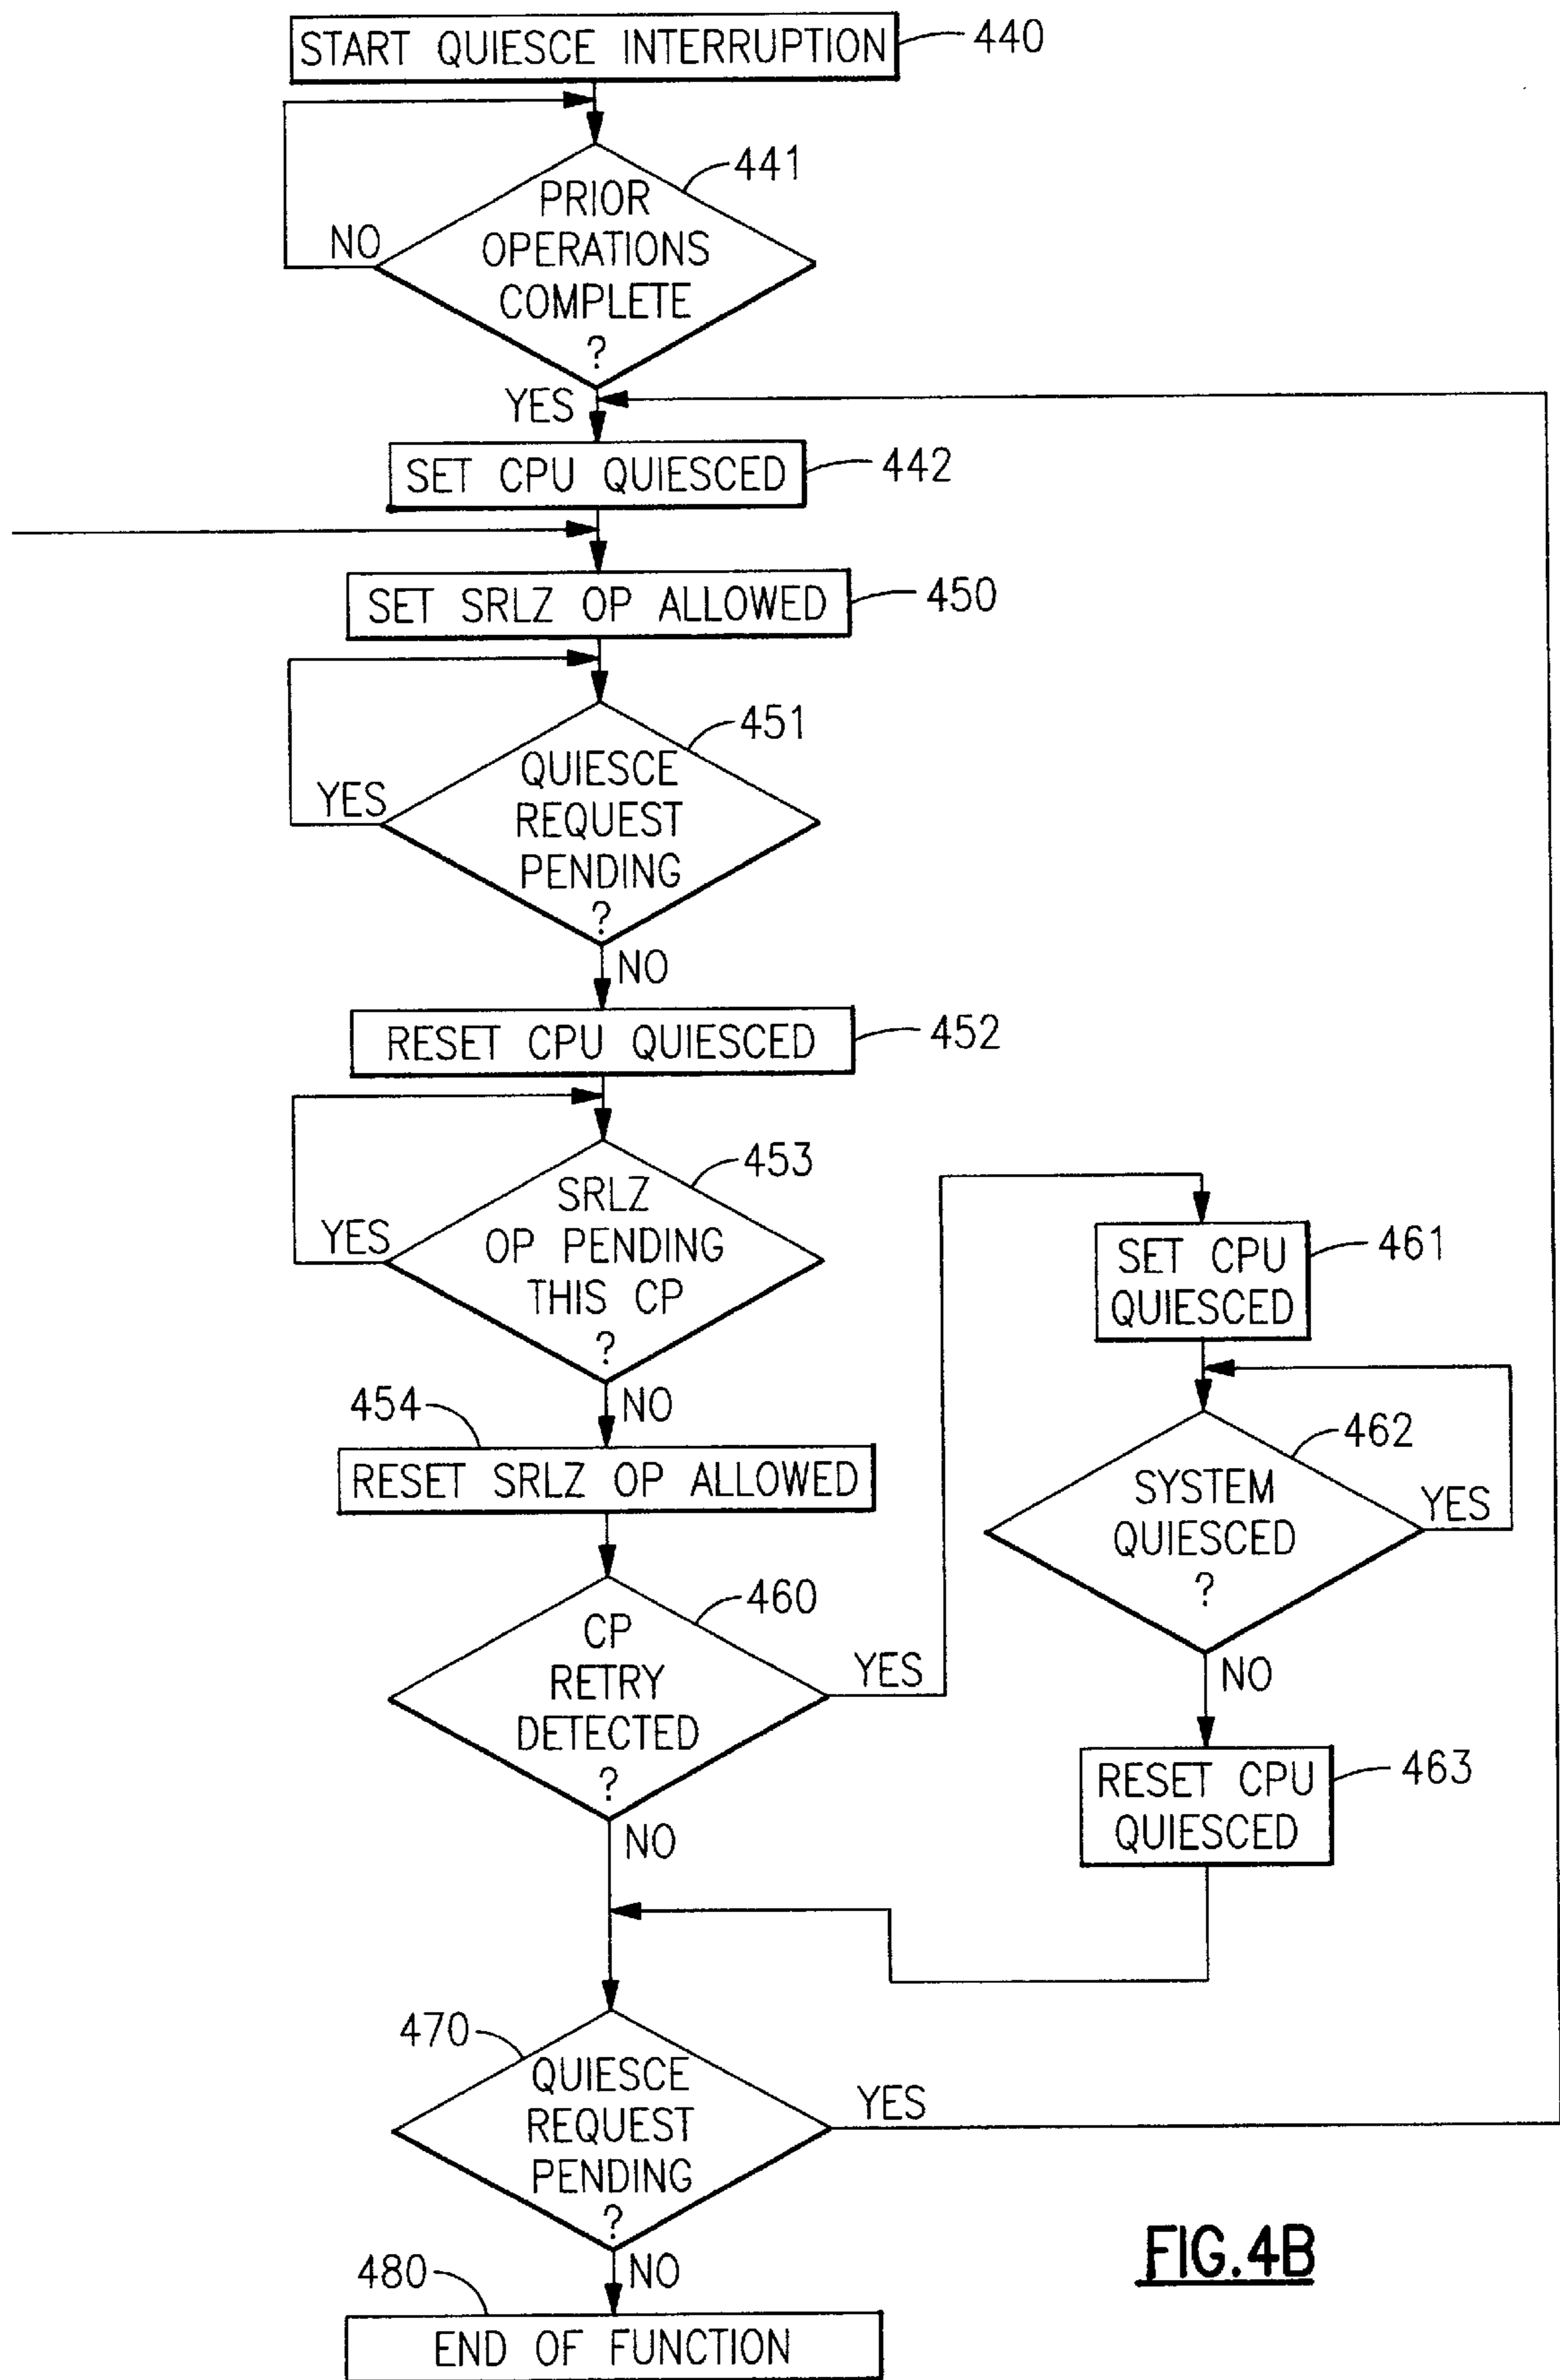 START QUIESCE INTERRUPTION
440
441
PRIOR
OPERATIONS
COMPLETE
?
NO
YES
SET CPU QUIESCED
442
SET SRLZ OP ALLOWED
450
451
QUIESCE
REQUEST
PENDING
?
YES
NO
RESET CPU QUIESCED
452
453
SRLZ
OP PENDING
THIS CP
?
YES
NO
454
RESET SRLZ OP ALLOWED
460
CP
RETRY
DETECTED
?
YES
NO
SET CPU
QUIESCED
461
462
SYSTEM
QUIESCED
?
YES
NO
RESET CPU
QUIESCED
463
470
QUIESCE
REQUEST
PENDING
?
YES
NO
480
END OF FUNCTION
FIG.4B